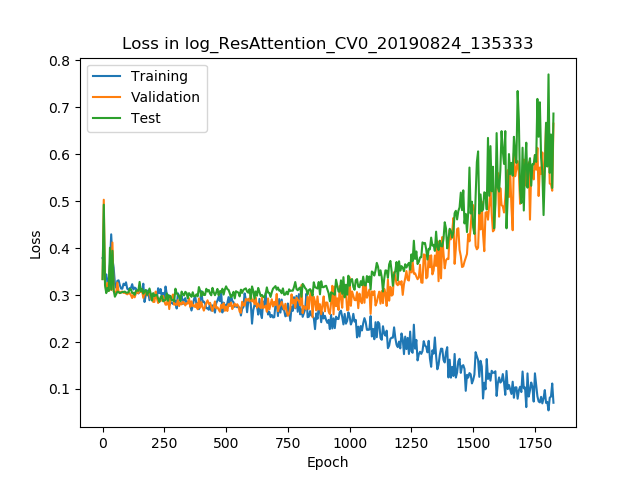 Loss in log_ResAttention_CV0_20190824_135333
Training
Validation
Test
Loss
0.8
0.7
0.6
0.5
0.4
0.3
0.2
0.1
0 250 500 750 1000 1250 1500 1750
Epoch